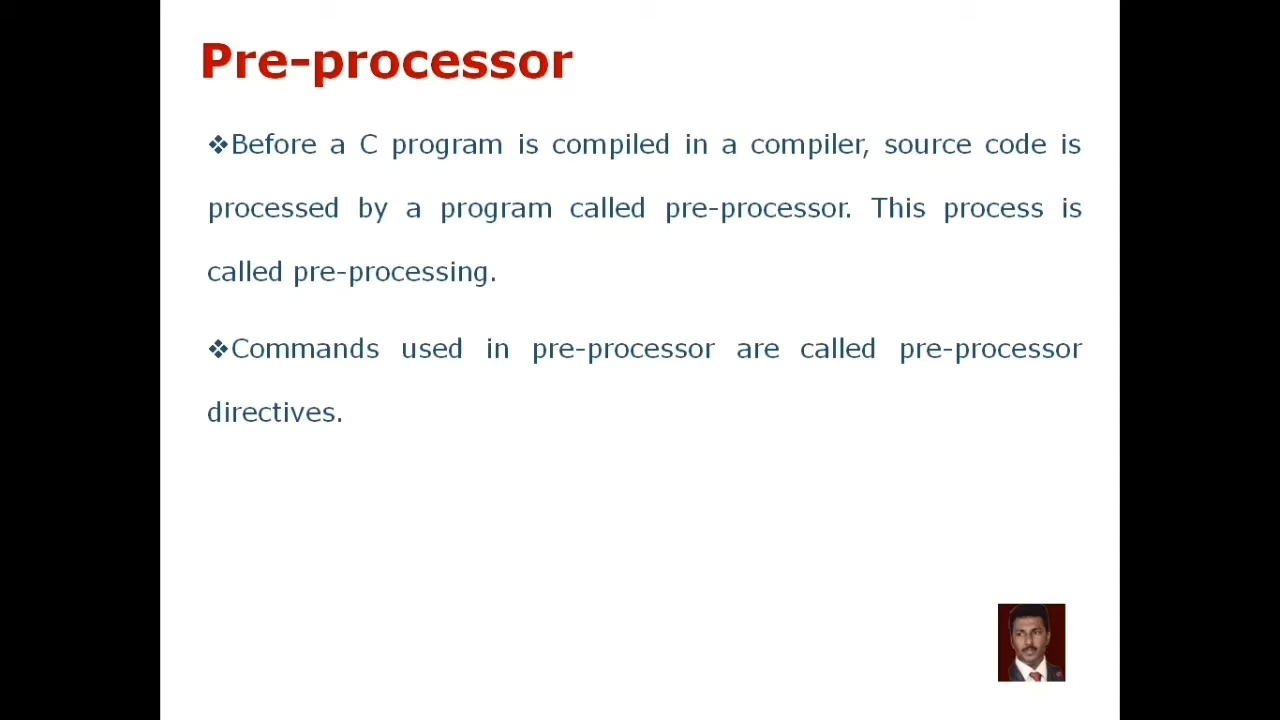 Pre-processor
❖Before a C program is compiled in a compiler, source code is
processed by a program called pre-processor. This process is
called pre-processing.
❖Commands used in pre-processor are called pre-processor
directives.